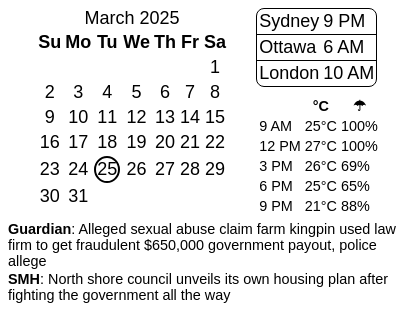 March 2025
Su Mo Tu We Th Fr Sa
1
2 3 4 5 6 7 8
9 10 11 12 13 14 15
16 17 18 19 20 21 22
23 24 25 26 27 28 29
30 31
Sydney 9 PM
Ottawa 6 AM
London 10 AM
°C ☂
9 AM 25°C 100%
12 PM 27°C 100%
3 PM 26°C 69%
6 PM 25°C 65%
9 PM 21°C 88%
Guardian: Alleged sexual abuse claim farm kingpin used law
firm to get fraudulent $650,000 government payout, police
allege
SMH: North shore council unveils its own housing plan after
fighting the government all the way